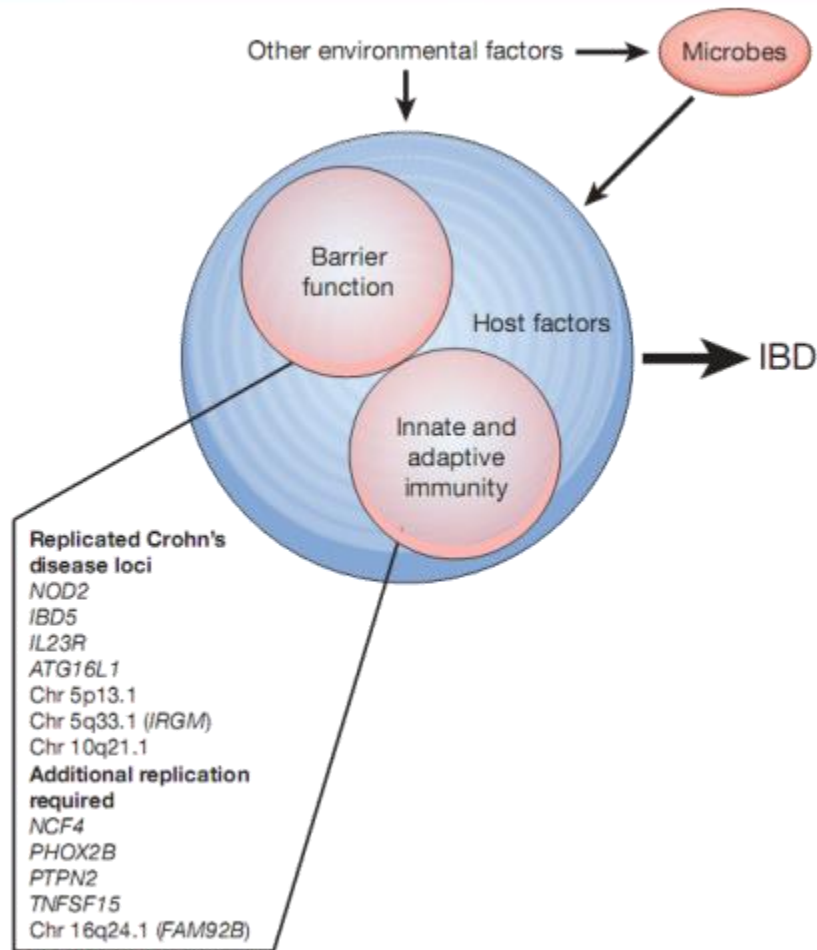 Other environmental factors
Microbes
Barrier
function
Host factors
IBD
Innate and
adaptive
immunity
Replicated Crohn's
disease loci
NOD2
IBD5
IL23R
ATG16L1
Chr 5p13.1
Chr 5q33.1 (IRGM)
Chr 10q21.1
Additional replication
required
NCF4
PHOX2B
PTPN2
TNFSF15
Chr 16q24.1 (FAM92B)